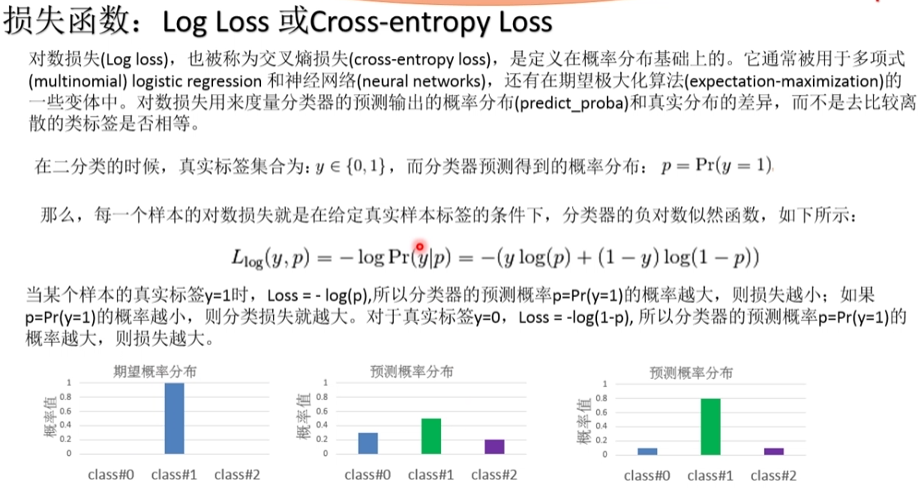 损失函数：Log Loss 或Cross-entropy Loss
对数损失(Log loss)，也被称为交叉熵损失(cross-entropy loss)，是定义在概率分布基础上的。它通常被用于多项式
(multinomial) logistic regression 和神经网络(neural networks)，还有在期望极大化算法(expectation-maximization)的
一些变体中。对数损失用来度量分类器的预测输出的概率分布(predict_proba)和真实分布的差异，而不是去比较离
散的类标签是否相等。
在二分类的时候，真实标签集合为: y ∈ {0, 1}，而分类器预测得到的概率分布： p = Pr(y = 1)
那么，每一个样本的对数损失就是在给定真实样本标签的条件下，分类器的负对数似然函数，如下所示：
L_log(y, p) = − log Pr(y|p) = −(y log(p) + (1 − y) log(1 − p))
当某个样本的真实标签y=1时，Loss = - log(p),所以分类器的预测概率p=Pr(y=1)的概率越大，则损失越小；如果
p=Pr(y=1)的概率越小，则分类损失就越大。对于真实标签y=0，Loss = -log(1-p), 所以分类器的预测概率p=Pr(y=1)的
概率越大，则损失越大。
期望概率分布
概率值
1
0.8
0.6
0.4
0.2
0
class#0 class#1 class#2
预测概率分布
概率值
1
0.8
0.6
0.4
0.2
0
class#0 class#1 class#2
预测概率分布
概率值
1
0.8
0.6
0.4
0.2
0
class#0 class#1 class#2